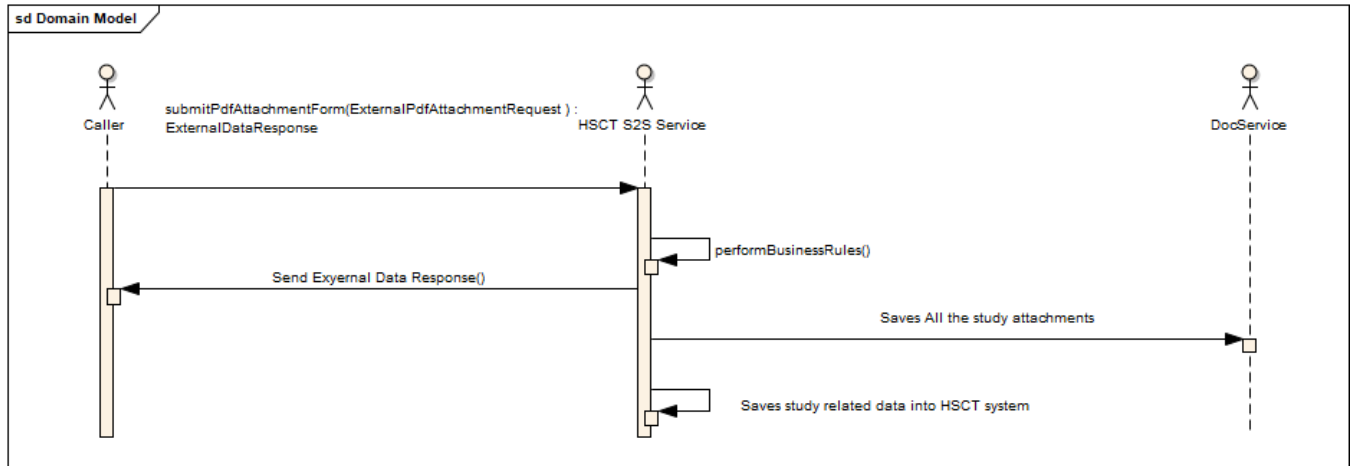 sd Domain Model
submitPdfAttachmentForm(ExternalPdfAttachmentRequest ) :
ExternalDataResponse
Caller
HSCT S2S Service
DocService
performBusinessRules()
Send Exyernal Data Response()
Saves All the study attachments
Saves study related data into HSCT system